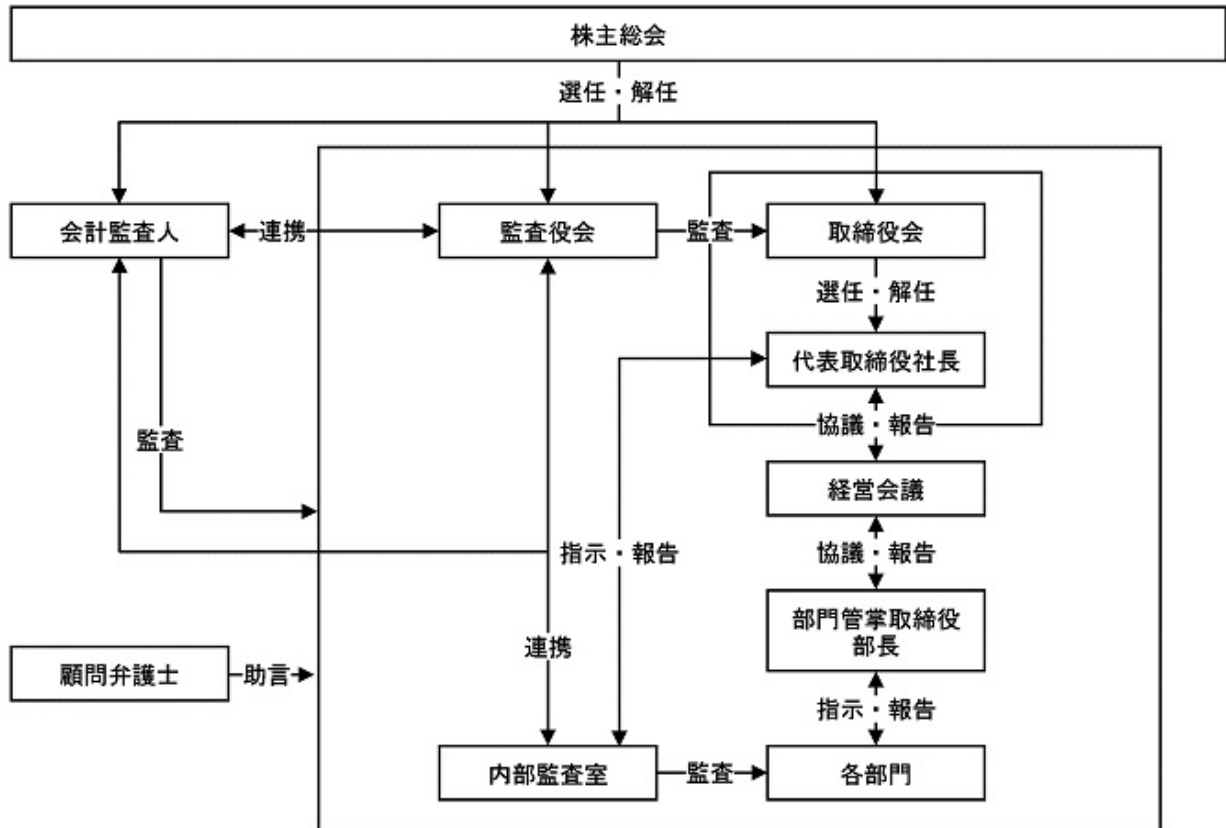 株主総会
選任・解任
会計監査人
連携
監査役会
監査
取締役会
選任・解任
代表取締役社長
協議・報告
監査
経営会議
指示・報告
協議・報告
部門管掌取締役
部長
連携
顧問弁護士
助言
指示・報告
内部監査室
監査
各部門